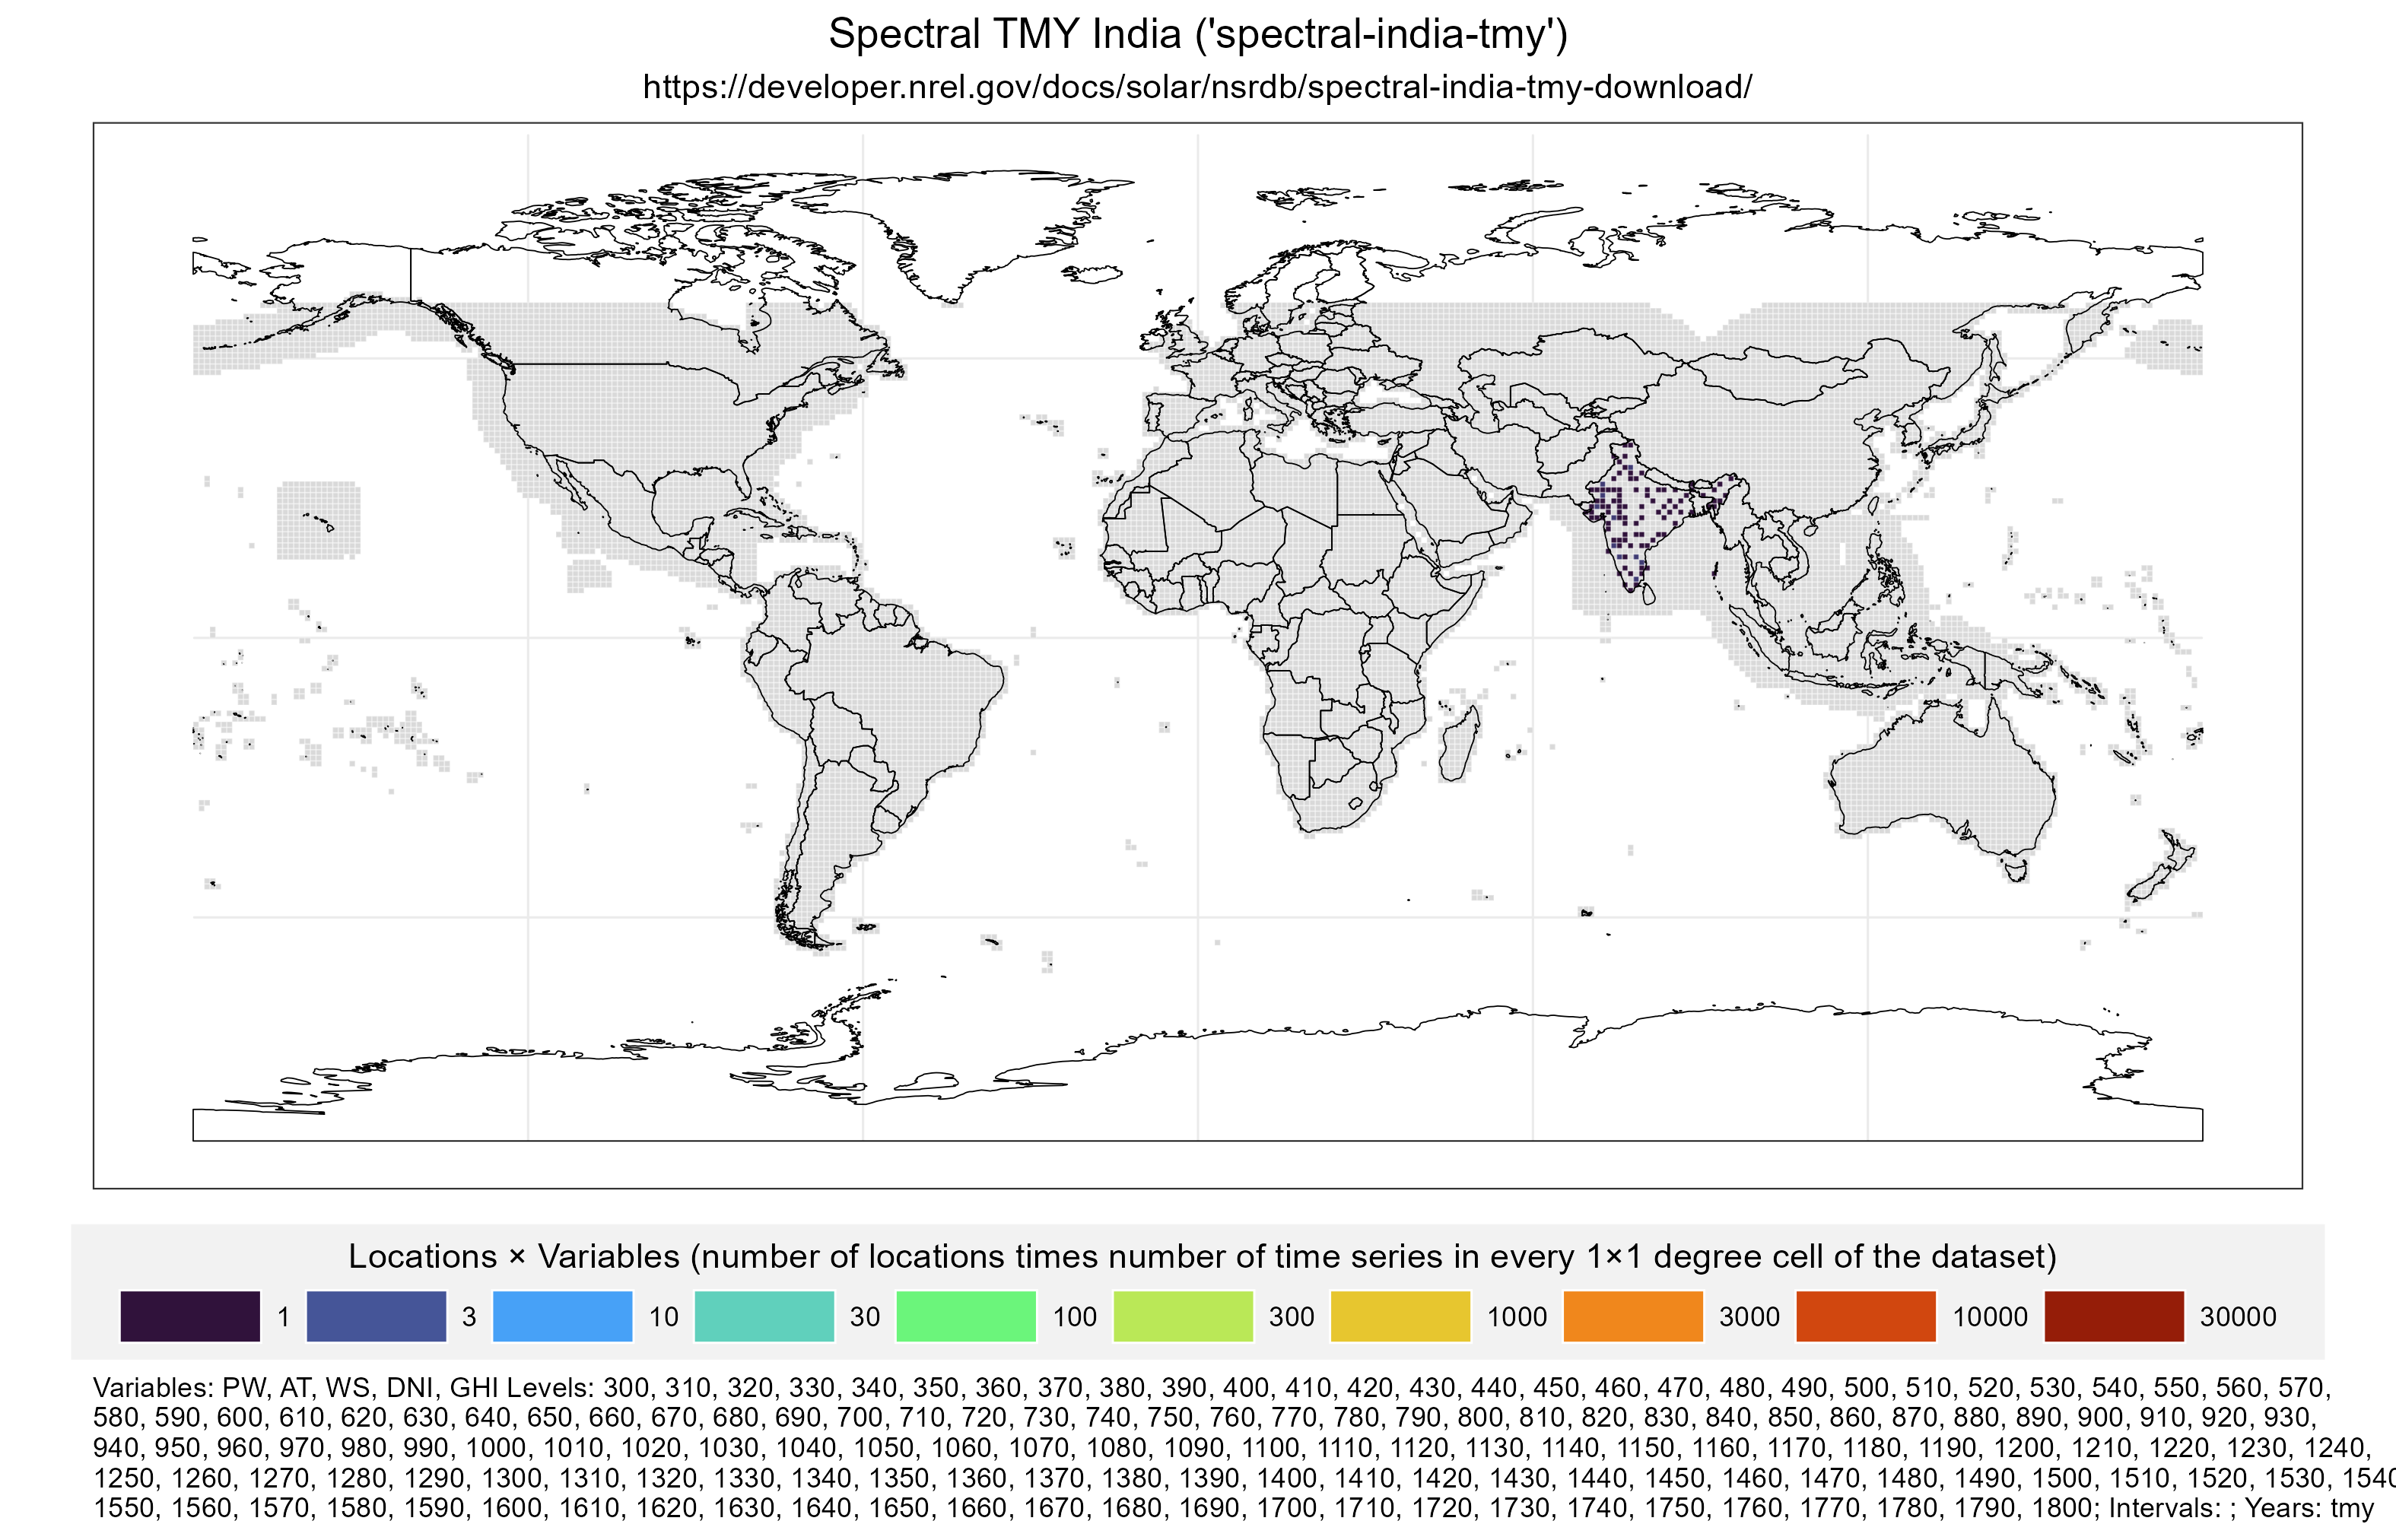 Spectral TMY India ('spectral-india-tmy')
https://developer.nrel.gov/docs/solar/nsrdb/spectral-india-tmy-download/
Locations × Variables (number of locations times number of time series in every 1×1 degree cell of the dataset)
1 3 10 30 100 300 1000 3000 10000 30000
Variables: PW, AT, WS, DNI, GHI Levels: 300, 310, 320, 330, 340, 350, 360, 370, 380, 390, 400, 410, 420, 430, 440, 450, 460, 470, 480, 490, 500, 510, 520, 530, 540, 550, 560, 570,
580, 590, 600, 610, 620, 630, 640, 650, 660, 670, 680, 690, 700, 710, 720, 730, 740, 750, 760, 770, 780, 790, 800, 810, 820, 830, 840, 850, 860, 870, 880, 890, 900, 910, 920, 930,
940, 950, 960, 970, 980, 990, 1000, 1010, 1020, 1030, 1040, 1050, 1060, 1070, 1080, 1090, 1100, 1110, 1120, 1130, 1140, 1150, 1160, 1170, 1180, 1190, 1200, 1210, 1220, 1230, 1240,
1250, 1260, 1270, 1280, 1290, 1300, 1310, 1320, 1330, 1340, 1350, 1360, 1370, 1380, 1390, 1400, 1410, 1420, 1430, 1440, 1450, 1460, 1470, 1480, 1490, 1500, 1510, 1520, 1530, 1540
1550, 1560, 1570, 1580, 1590, 1600, 1610, 1620, 1630, 1640, 1650, 1660, 1670, 1680, 1690, 1700, 1710, 1720, 1730, 1740, 1750, 1760, 1770, 1780, 1790, 1800; Intervals: ; Years: tmy